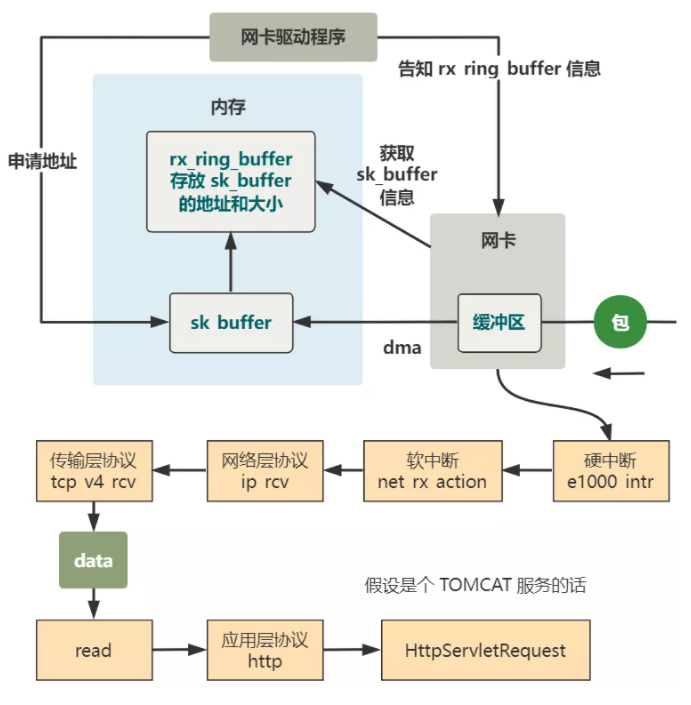 网卡驱动程序
告知 rx ring buffer 信息
内存
申请地址
rx_ring_buffer
存放 sk_buffer
的地址和大小
获取
sk_buffer
信息
网卡
sk buffer
缓冲区
包
dma
传输层协议
tcp v4 rcv
网络层协议
ip rcv
软中断
net rx action
硬中断
e1000 intr
data
假设是个 TOMCAT 服务的话
read
应用层协议
http
HttpServletRequest